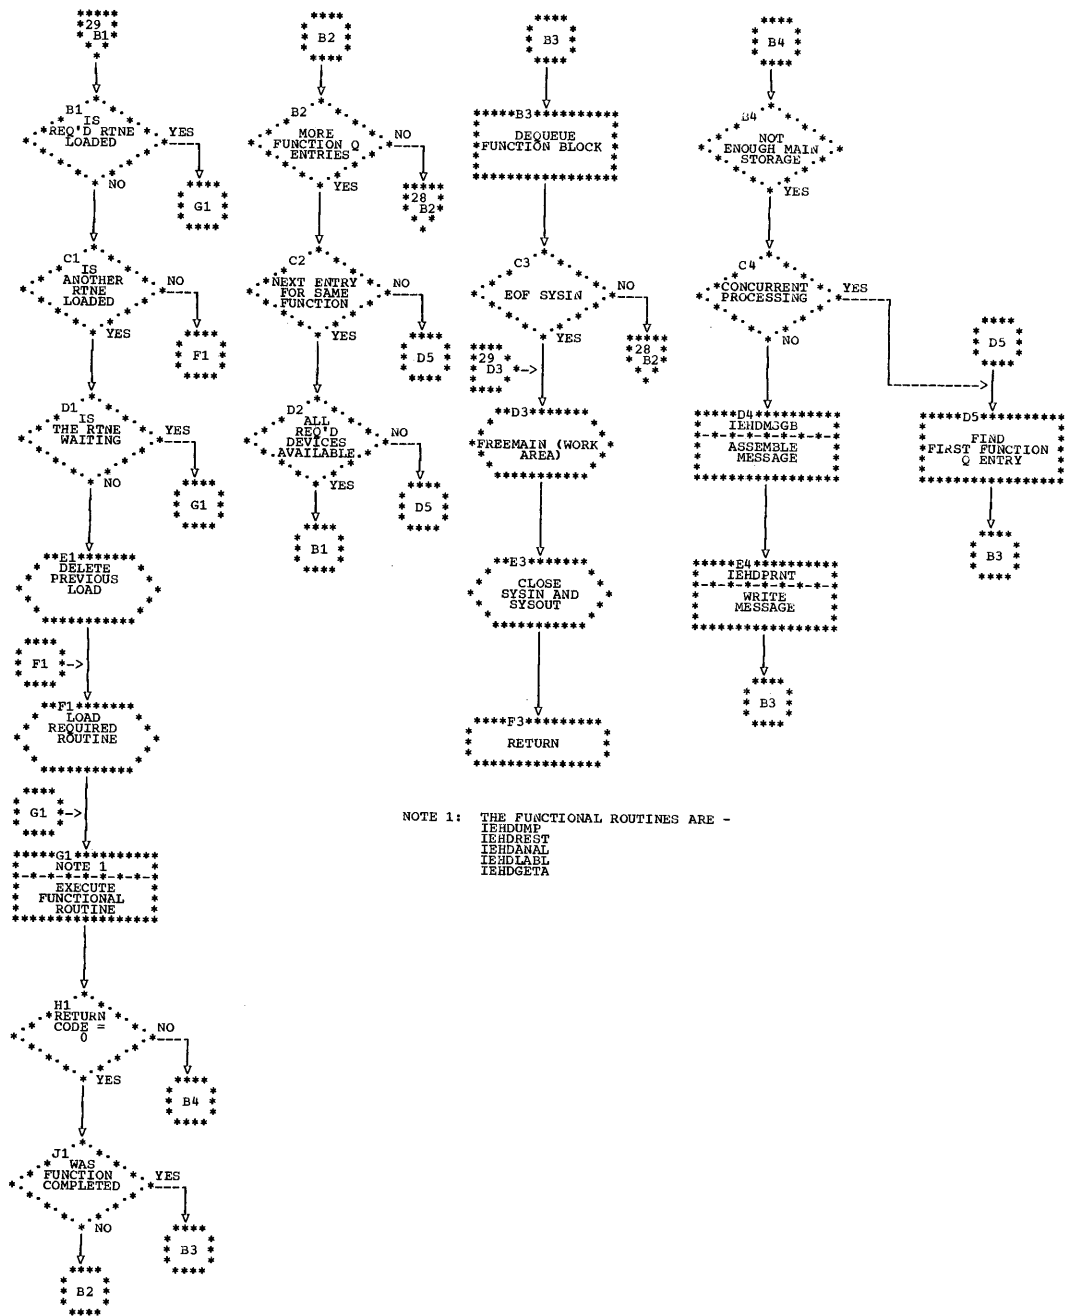 29
B1
B1
IS
REQ'D RTNE
LOADED
YES
NO
G1
C1
IS
ANOTHER
RTNE
LOADED
NO
YES
F1
D1
IS
THE RTNE
WAITING
YES
NO
G1
E1
DELETE
PREVIOUS
LOAD
F1
F1
LOAD
REQUIRED
ROUTINE
G1
G1
NOTE 1
EXECUTE
FUNCTIONAL
ROUTINE
H1
RETURN
CODE =
0
NO
YES
B4
J1
WAS
FUNCTION
COMPLETED
YES
NO
B3
B2
B2
B2
MORE
FUNCTION Q
ENTRIES
NO
YES
28
B2
C2
NEXT ENTRY
FOR SAME
FUNCTION
NO
YES
D5
D2
ALL
REQ'D
DEVICES
AVAILABLE
NO
YES
D5
B1
B3
B3
DEQUEUE
FUNCTION BLOCK
C3
EOF SYSIN
NO
YES
28
B2
29
D3
D3
FREEMAIN (WORK
AREA)
E3
CLOSE
SYSIN AND
SYSOUT
F3
RETURN
B4
B4
NOT
ENOUGH MAIN
STORAGE
YES
C4
CONCURRENT
PROCESSING
YES
NO
D4
IEHDMSGB
ASSEMBLE
MESSAGE
E4
IEHDPRNT
WRITE
MESSAGE
B3
D5
D5
FIND
FIRST FUNCTION
Q ENTRY
B3
NOTE 1: THE FUNCTIONAL ROUTINES ARE -
IEHDUMP
IEHDREST
IEHDANAL
IEHDLABL
IEHDGETA